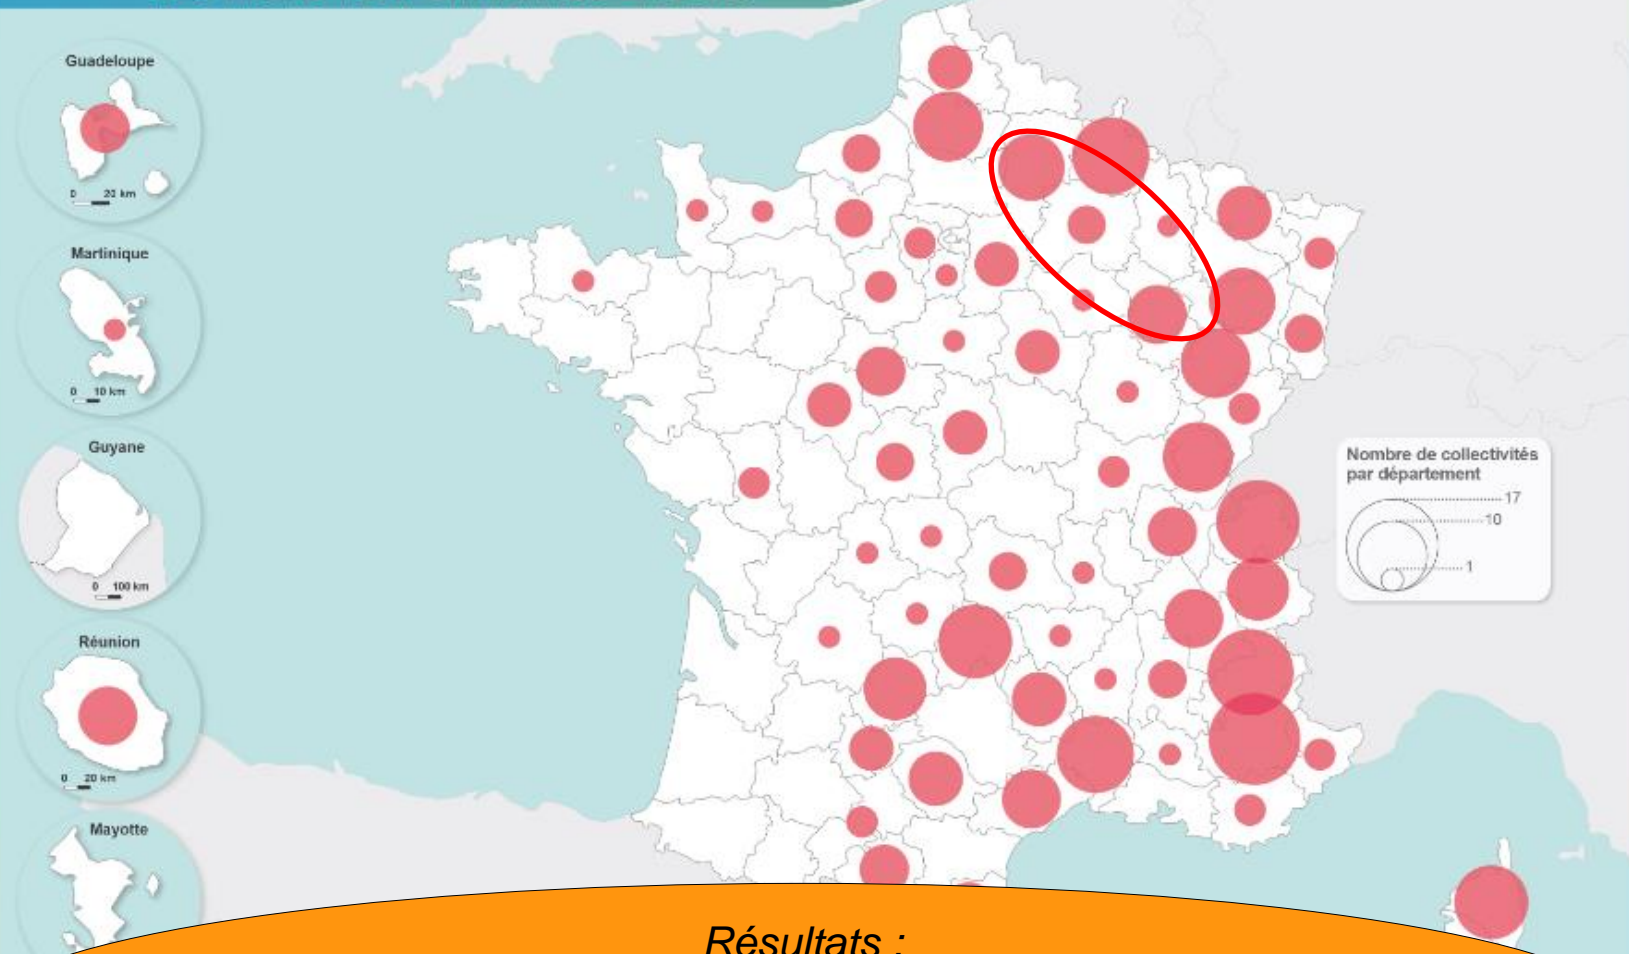 Guadeloupe
0 20 km
Martinique
0 10 km
Guyane
0 100 km
Réunion
0 20 km
Mayotte
Nombre de collectivités
par département
17
10
1
Résultats :